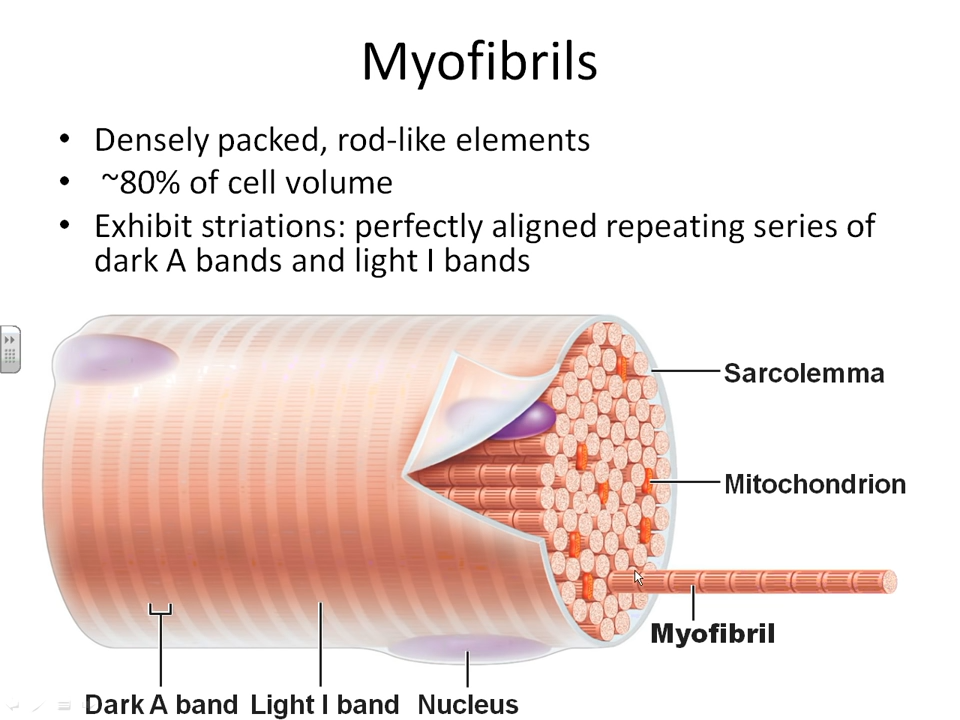 Myofibrils
• Densely packed, rod-like elements
• ~80% of cell volume
• Exhibit striations: perfectly aligned repeating series of
dark A bands and light I bands
Sarcolemma
Mitochondrion
Myofibril
Dark A band
Light I band
Nucleus